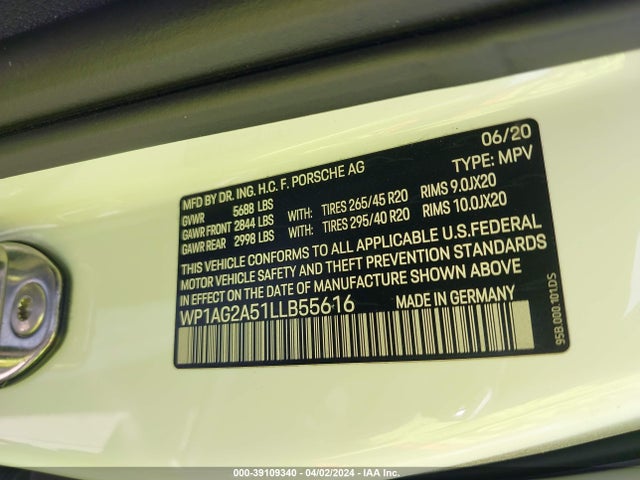 06/20
MFD BY DR. ING. H.C. F. PORSCHE AG TYPE: MPV
GVWR 5688 LBS
GAWR FRONT 2844 LBS WITH: TIRES 265/45 R20 RIMS 9.0JX20
GAWR REAR 2998 LBS WITH: TIRES 295/40 R20 RIMS 10.0JX20
THIS VEHICLE CONFORMS TO ALL APPLICABLE U.S.FEDERAL
MOTOR VEHICLE SAFETY AND THEFT PREVENTION STANDARDS
IN EFFECT ON THE DATE OF MANUFACTURE SHOWN ABOVE
WP1AG2A51LLB55616 MADE IN GERMANY
95B.000.101.DS
000-39109340 - 04/02/2024 - IAA Inc.